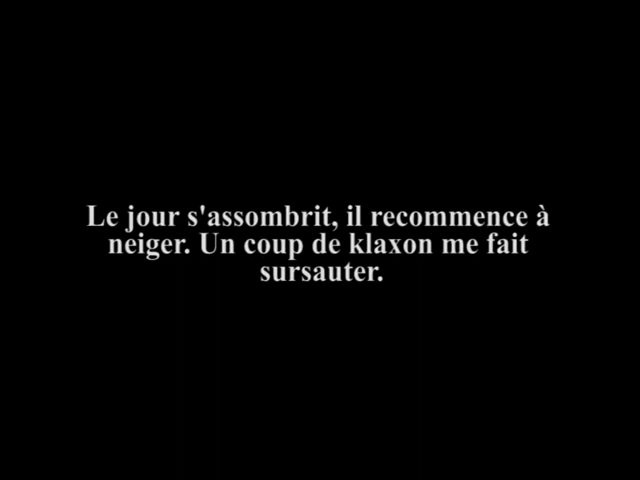 Le jour s'assombrit, il recommence à
neiger. Un coup de klaxon me fait
sursauter.